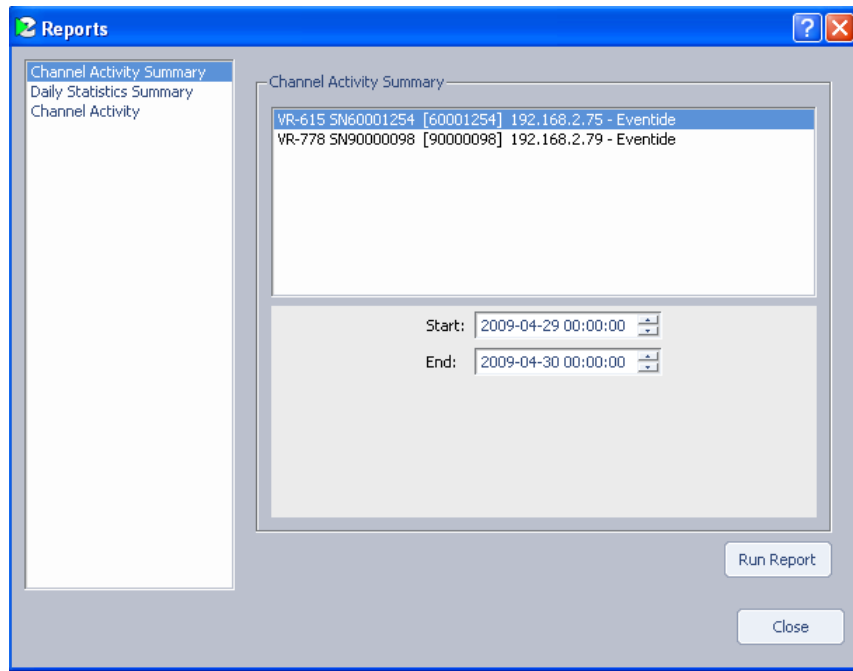 Reports
Channel Activity Summary
Daily Statistics Summary
Channel Activity
Channel Activity Summary
VR-615 SN60001254 [60001254] 192.168.2.75 - Eventide
VR-778 SN90000098 [90000098] 192.168.2.79 - Eventide
Start: 2009-04-29 00:00:00
End: 2009-04-30 00:00:00
Run Report
Close